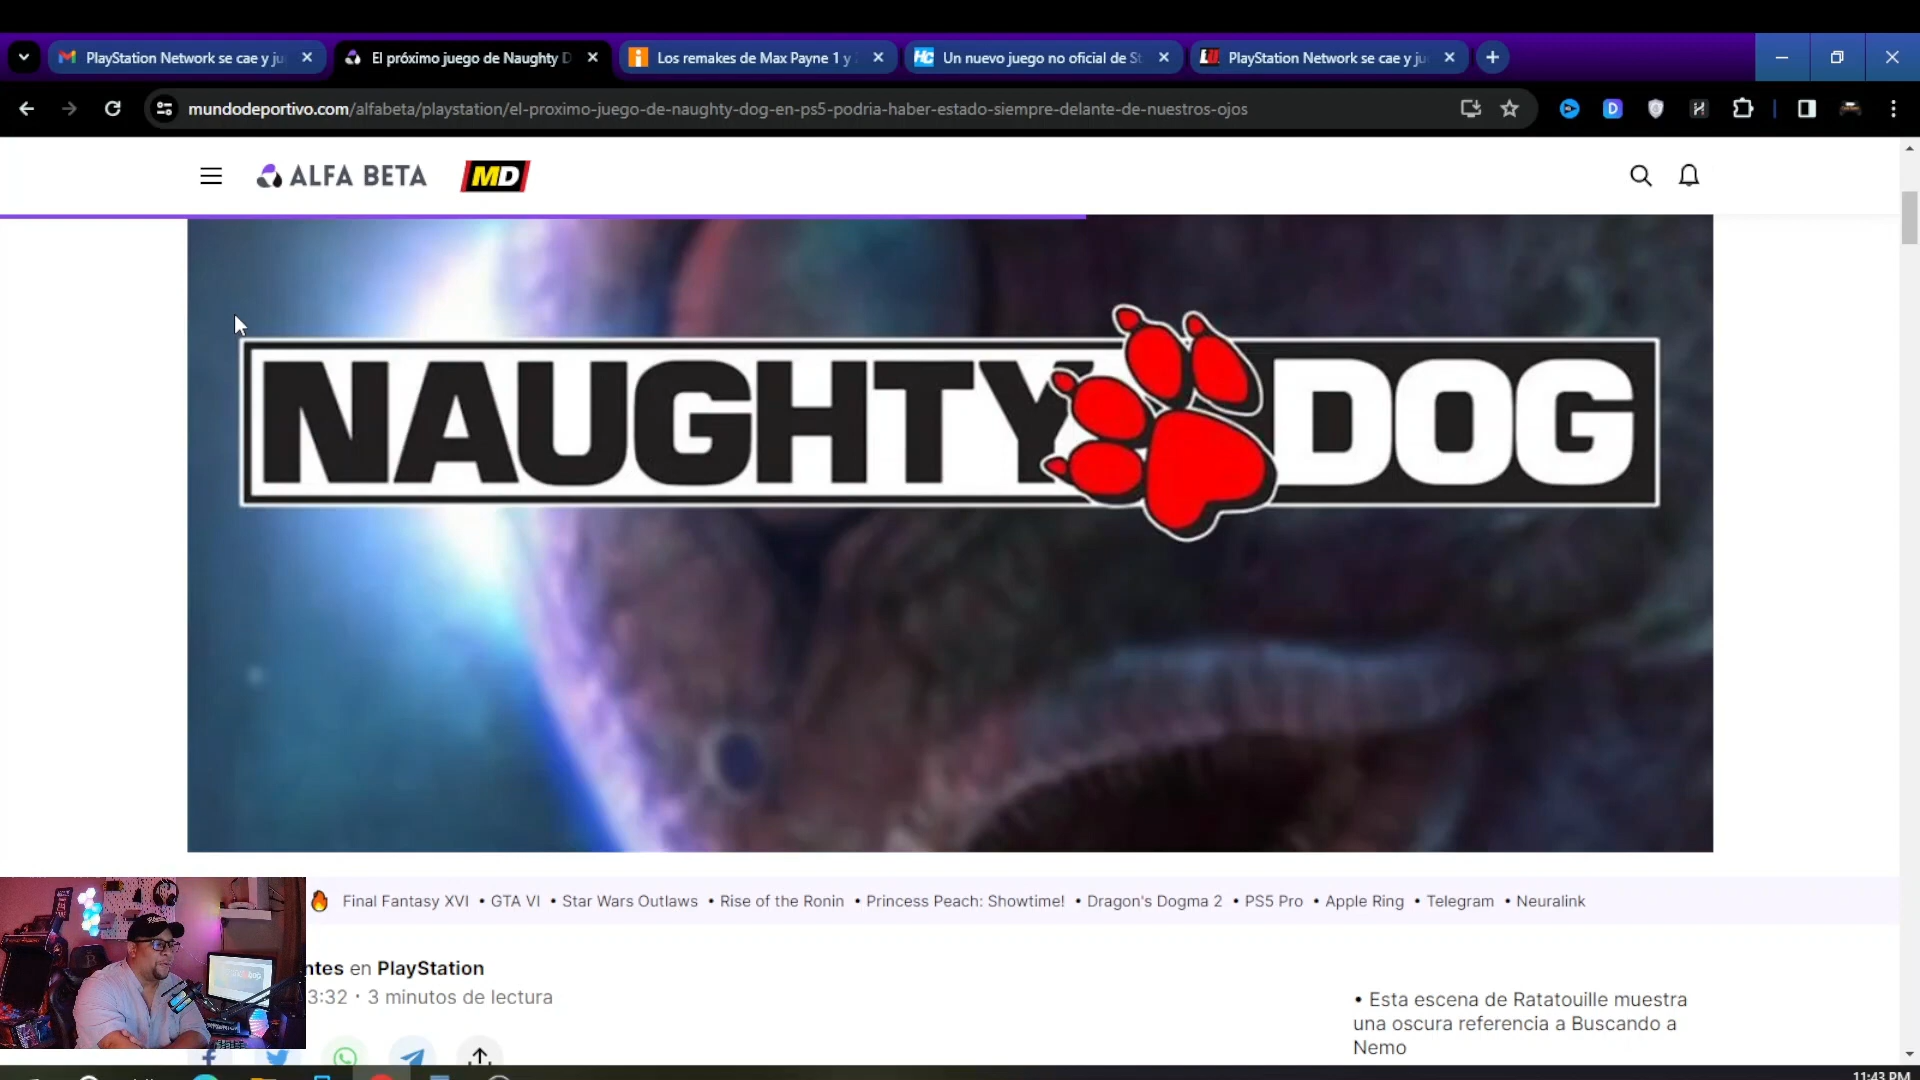 PlayStation Network se cae y ju
El próximo juego de Naughty D
Los remakes de Max Payne 1 y
Un nuevo juego no oficial de St
PlayStation Network se cae y ju
mundodeportivo.com/alfabeta/playstation/el-proximo-juego-de-naughty-dog-en-ps5-podria-haber-estado-siempre-delante-de-nuestros-ojos
ALFA BETA MD
NAUGHTY DOG
Final Fantasy XVI • GTA VI • Star Wars Outlaws • Rise of the Ronin • Princess Peach: Showtime! • Dragon's Dogma 2 • PS5 Pro • Apple Ring • Telegram • Neuralink
ntes en PlayStation
3:32 · 3 minutos de lectura
• Esta escena de Ratatouille muestra
una oscura referencia a Buscando a
Nemo
11:43 PM